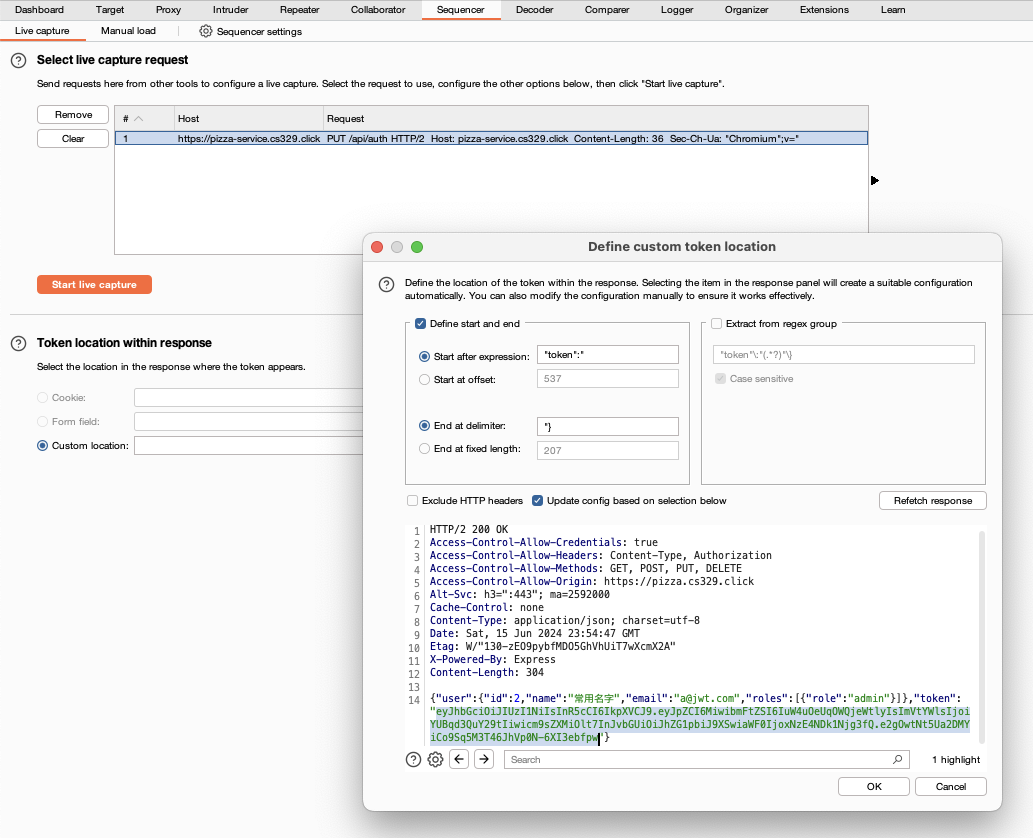 Dashboard Target Proxy Intruder Repeater Collaborator Sequencer Decoder Comparer Logger Organizer Extensions Learn
Live capture Manual load Sequencer settings
? Select live capture request
Send requests here from other tools to configure a live capture. Select the request to use, configure the other options below, then click "Start live capture".
Remove
Clear
# Host Request
1 https://pizza-service.cs329.click PUT /api/auth HTTP/2 Host: pizza-service.cs329.click Content-Length: 36 Sec-Ch-Ua: "Chromium";v="
Start live capture
? Token location within response
Select the location in the response where the token appears.
Cookie:
Form field:
Custom location:
Define custom token location
? Define the location of the token within the response. Selecting the item in the response panel will create a suitable configuration
automatically. You can also modify the configuration manually to ensure it works effectively.
Define start and end
Start after expression: "token":"
Start at offset: 537
End at delimiter: "}
End at fixed length: 207
Extract from regex group
"token"\:"(.*?)"\}
Case sensitive
Exclude HTTP headers Update config based on selection below Refetch response
1 HTTP/2 200 OK
2 Access-Control-Allow-Credentials: true
3 Access-Control-Allow-Headers: Content-Type, Authorization
4 Access-Control-Allow-Methods: GET, POST, PUT, DELETE
5 Access-Control-Allow-Origin: https://pizza.cs329.click
6 Alt-Svc: h3=":443"; ma=2592000
7 Cache-Control: none
8 Content-Type: application/json; charset=utf-8
9 Date: Sat, 15 Jun 2024 23:54:47 GMT
10 Etag: W/"130-zEO9pybfMDO5GhVhUiT7wXcmX2A"
11 X-Powered-By: Express
12 Content-Length: 304
13
14 {"user":{"id":2,"name":"常用名字","email":"a@jwt.com","roles":[{"role":"admin"}]},"token":
"eyJhbGciOiJIUzI1NiIsInR5cCI6IkpXVCJ9.eyJpZCI6MiwibmFtZSI6IuW4uOeUqOWQjeWtlyIsImVtYWlsIjoi
YUBqd3QuY29tIiwicm9sZXMiOlt7InJvbGUiOiJhZG1pbiJ9XSwiaWF0IjoxNzE4NDk1Njg3fQ.e2gOwtNt5Ua2DMY
iCo9Sq5M3T46JhVp0N-6XI3ebfpw"}
? Search 1 highlight
OK Cancel